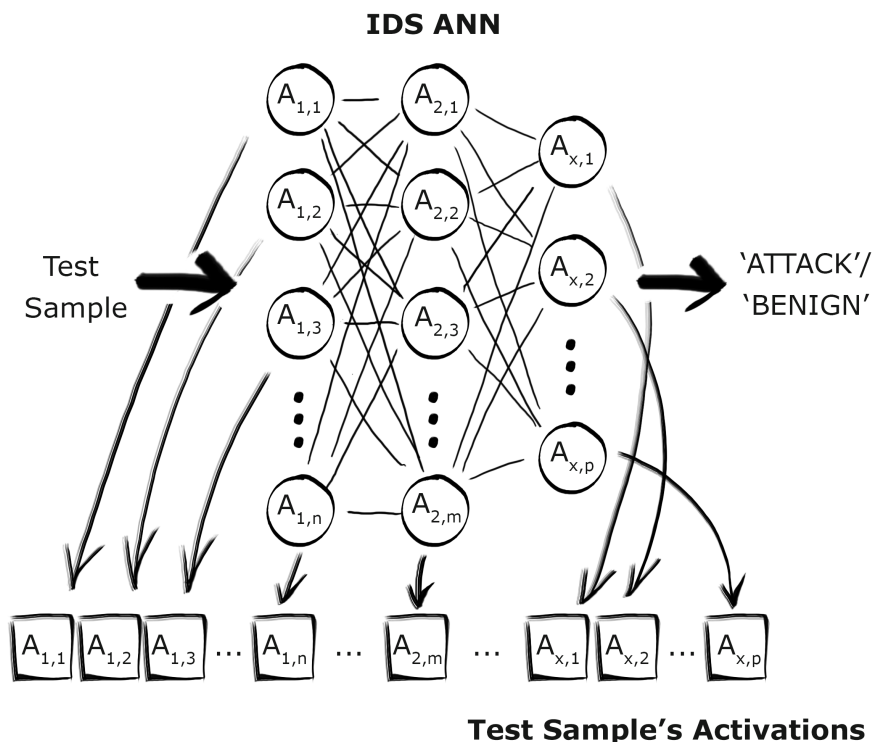 IDS ANN
A1,1 A2,1
Ax,1
A1,2 A2,2
Test
Sample
Ax,2
'ATTACK'/
'BENIGN'
A1,3 A2,3
Ax,p
A1,n A2,m
A1,1 A1,2 A1,3 ... A1,n ... A2,m ... Ax,1 Ax,2 ... Ax,p
Test Sample's Activations